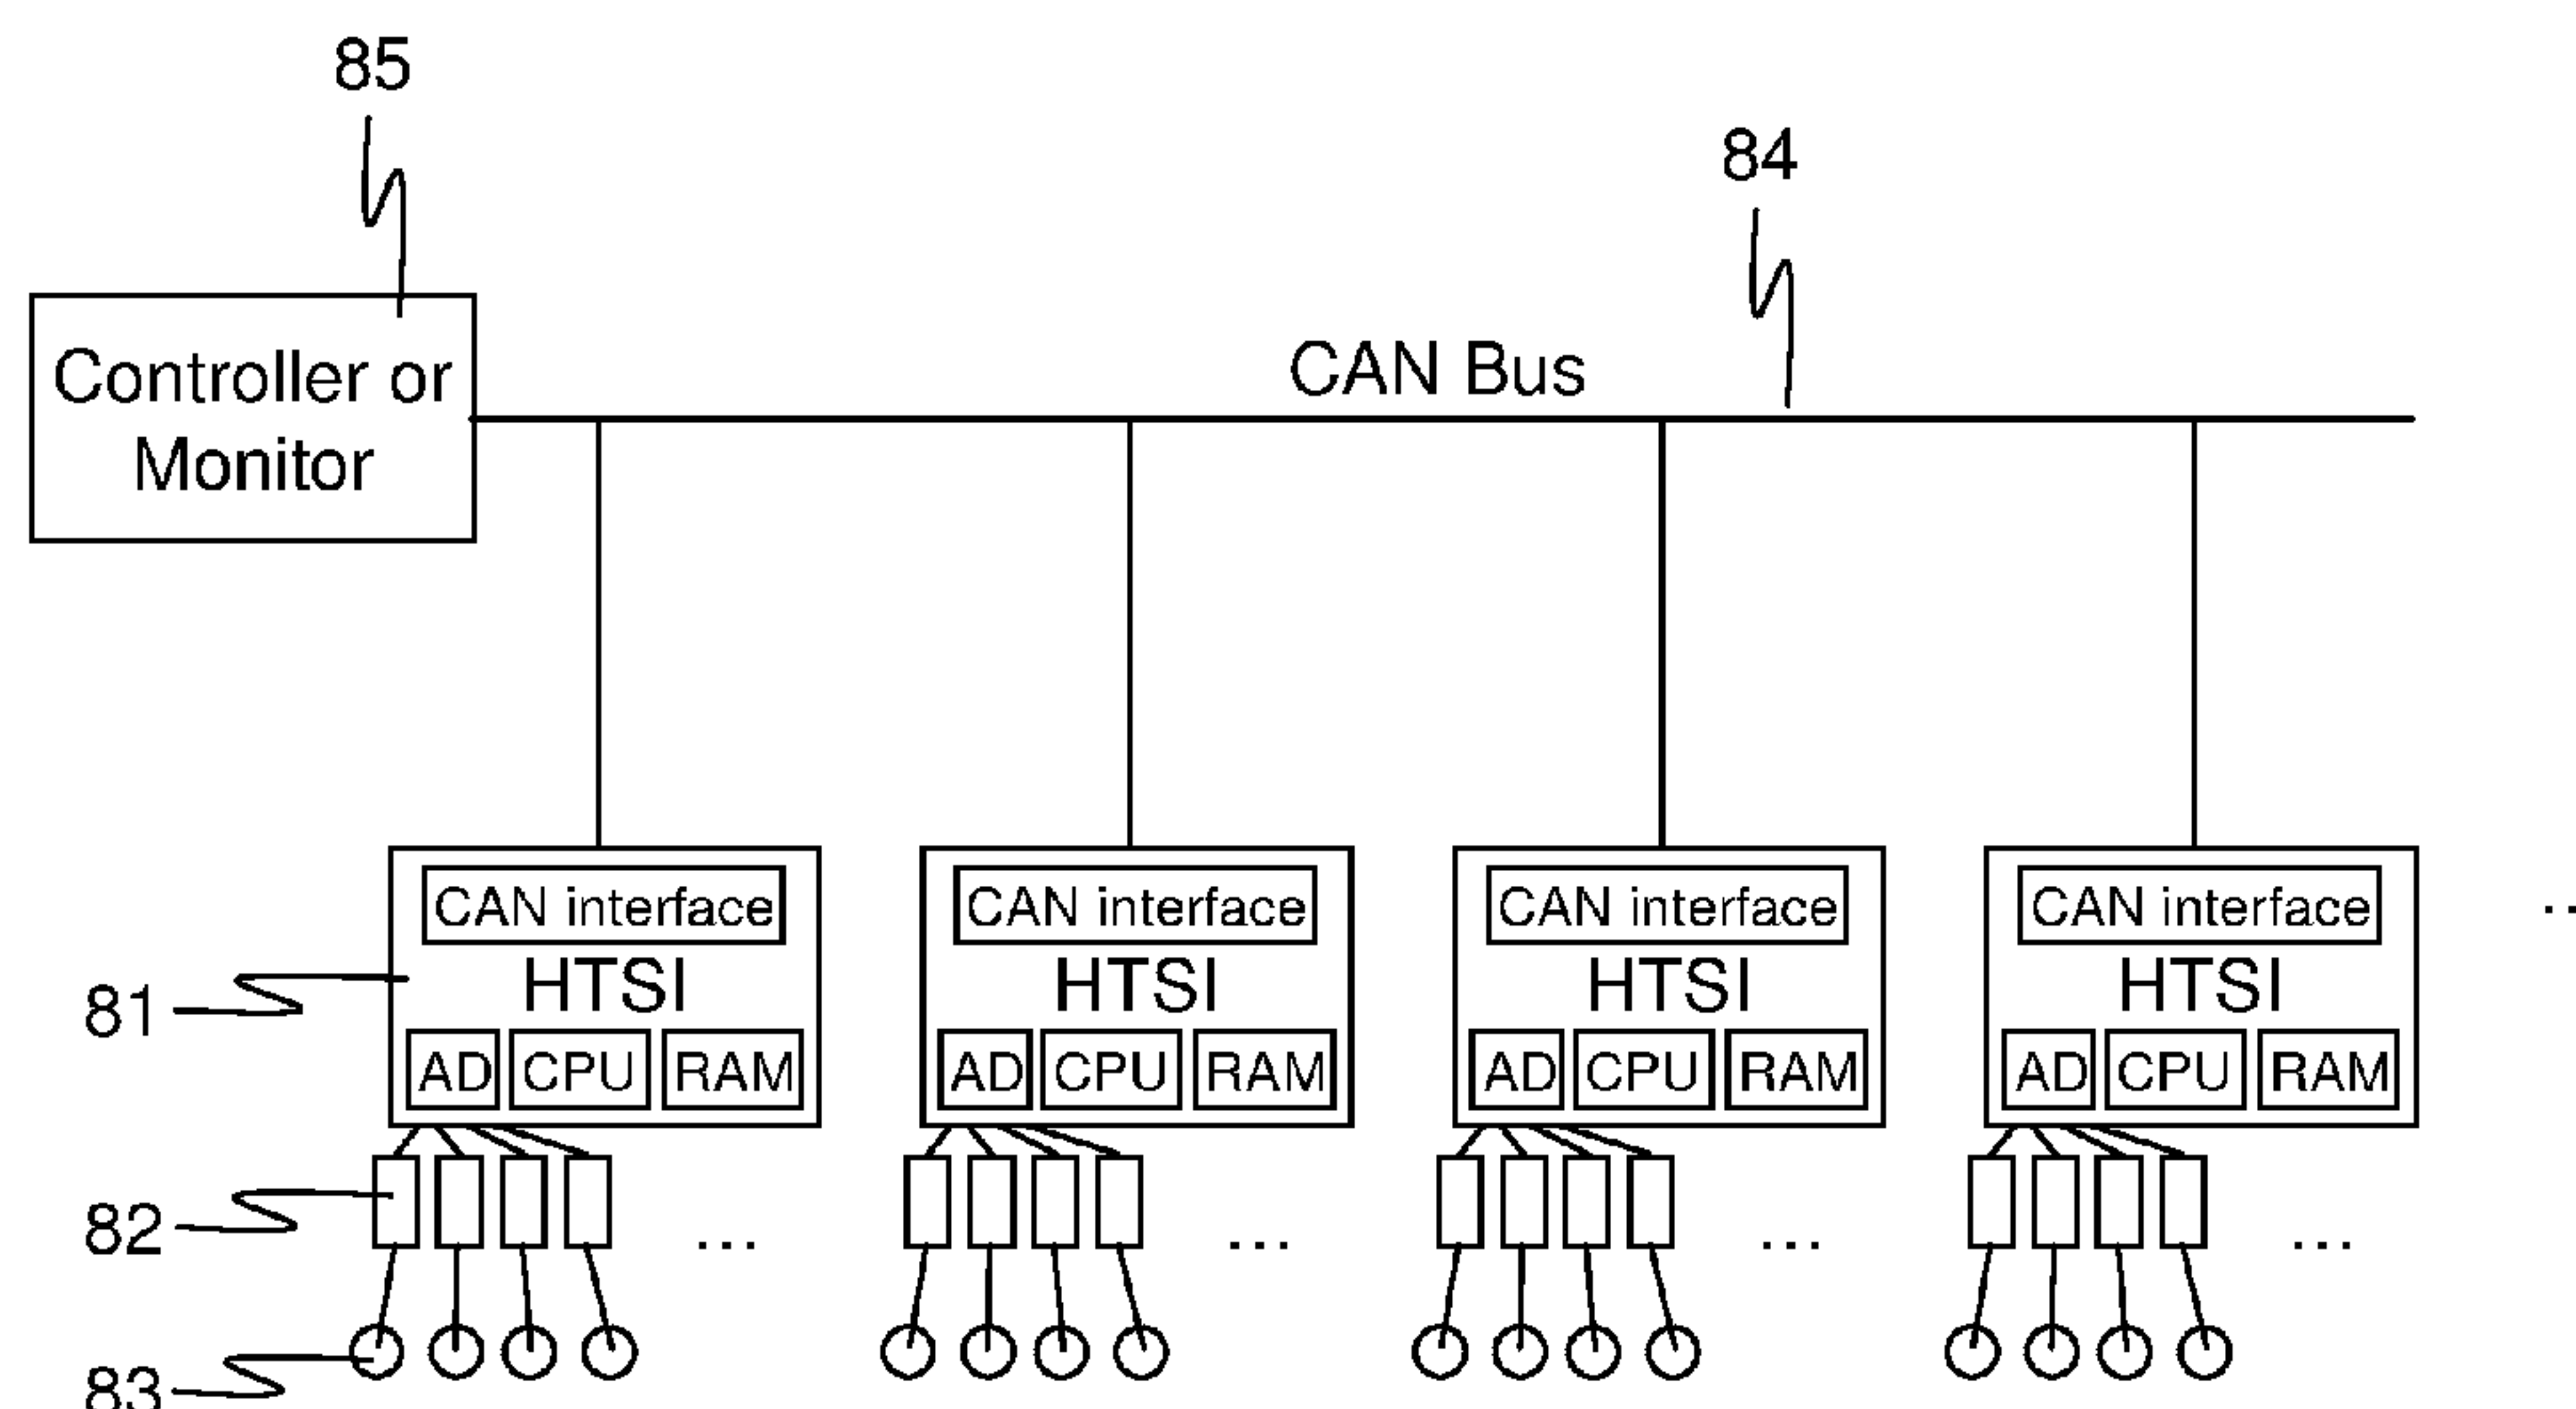 85
84
Controller or
Monitor
CAN Bus
CAN interface CAN interface CAN interface CAN interface
...
HTSI HTSI HTSI HTSI
81
AD CPU RAM AD CPU RAM AD CPU RAM AD CPU RAM
82
... ... ... ...
83